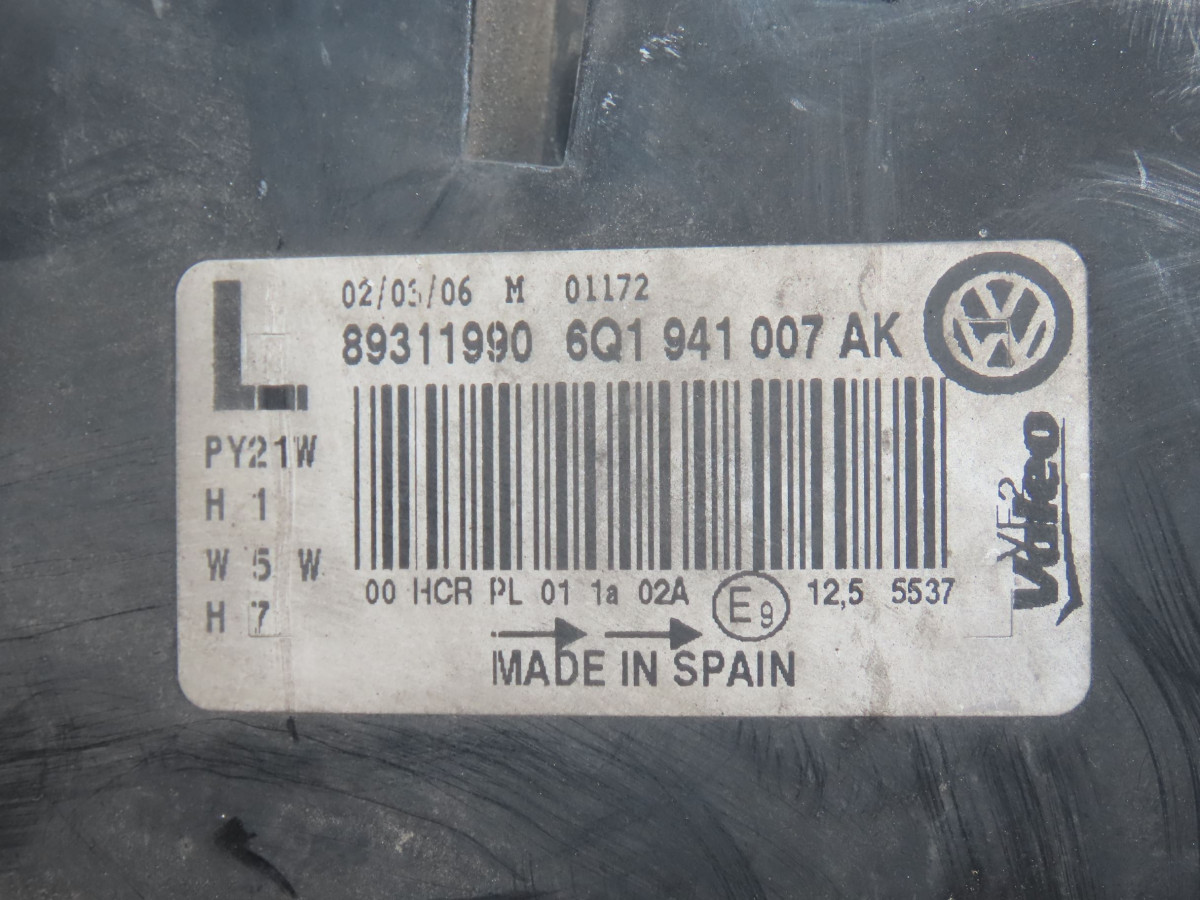 L
02/03/06 M 01172
89311990 6Q1 941 007 AK
PY21W
H 1
W 5 W
H 7
VF2
Valeo
00 HCR PL 01 1a 02A E9 12,5 5537
MADE IN SPAIN